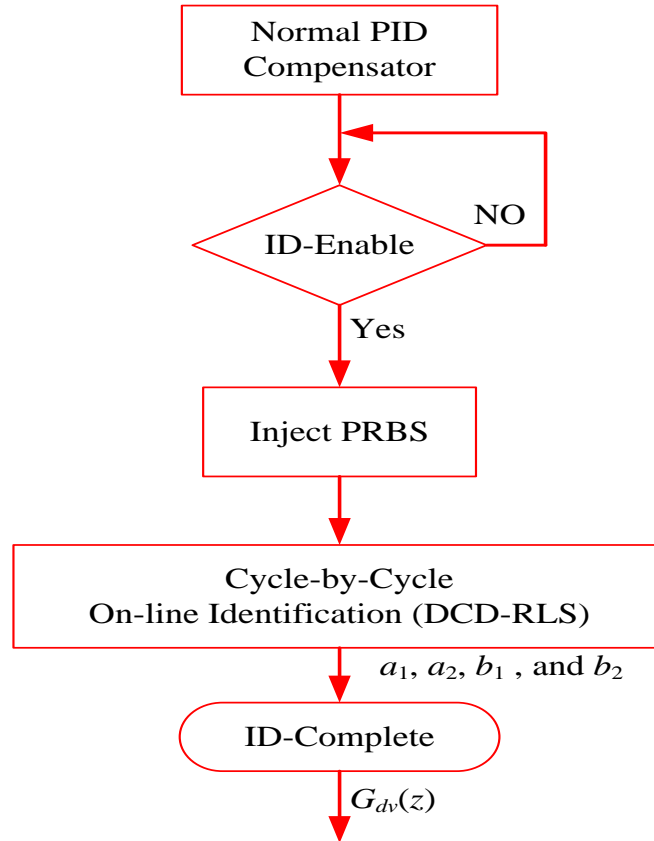 Normal PID
Compensator
NO
ID-Enable
Yes
Inject PRBS
Cycle-by-Cycle
On-line Identification (DCD-RLS)
a₁, a₂, b₁ , and b₂
ID-Complete
G_dv(z)